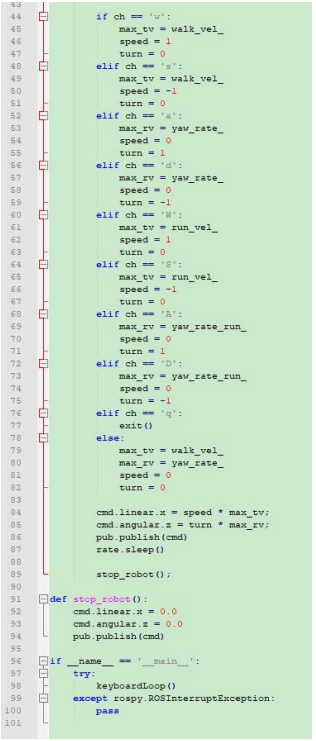 43
44 if ch == 'w':
45 max_tv = walk_vel_
46 speed = 1
47 turn = 0
48 elif ch == 's':
49 max_tv = walk_vel_
50 speed = -1
51 turn = 0
52 elif ch == 'a':
53 max_rv = yaw_rate_
54 speed = 0
55 turn = 1
56 elif ch == 'd':
57 max_rv = yaw_rate_
58 speed = 0
59 turn = -1
60 elif ch == 'W':
61 max_tv = run_vel_
62 speed = 1
63 turn = 0
64 elif ch == 'S':
65 max_tv = run_vel_
66 speed = -1
67 turn = 0
68 elif ch == 'A':
69 max_rv = yaw_rate_run_
70 speed = 0
71 turn = 1
72 elif ch == 'D':
73 max_rv = yaw_rate_run_
74 speed = 0
75 turn = -1
76 elif ch == 'q':
77 exit()
78 else:
79 max_tv = walk_vel_
80 max_rv = yaw_rate_
81 speed = 0
82 turn = 0
83
84 cmd.linear.x = speed * max_tv;
85 cmd.angular.z = turn * max_rv;
86 pub.publish(cmd)
87 rate.sleep()
88
89 stop_robot();
90
91 def stop_robot():
92 cmd.linear.x = 0.0
93 cmd.angular.z = 0.0
94 pub.publish(cmd)
95
96 if __name__ == '__main__':
97 try:
98 keyboardLoop()
99 except rospy.ROSInterruptException:
100 pass
101